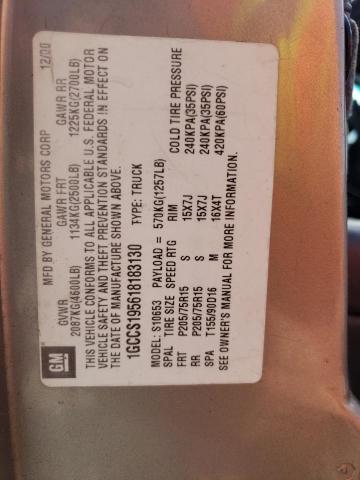 GM
MFD BY GENERAL MOTORS CORP 12/00
GVWR GAWR FRT GAWR RR
2087KG(4600LB) 1134KG(2500LB) 1225KG(2700LB)
THIS VEHICLE CONFORMS TO ALL APPLICABLE U.S. FEDERAL MOTOR
VEHICLE SAFETY AND THEFT PREVENTION STANDARDS IN EFFECT ON
THE DATE OF MANUFACTURE SHOWN ABOVE.
1GCCS195618183130 TYPE: TRUCK
MODEL: S10653 PAYLOAD = 570KG(1257LB)
SPAL TIRE SIZE SPEED RTG RIM COLD TIRE PRESSURE
FRT P205/75R15 S 15X7J 240KPA(35PSI)
RR P205/75R15 S 15X7J 240KPA(35PSI)
SPA T155/90D16 M 16X4T 420KPA(60PSI)
SEE OWNER'S MANUAL FOR MORE INFORMATION.